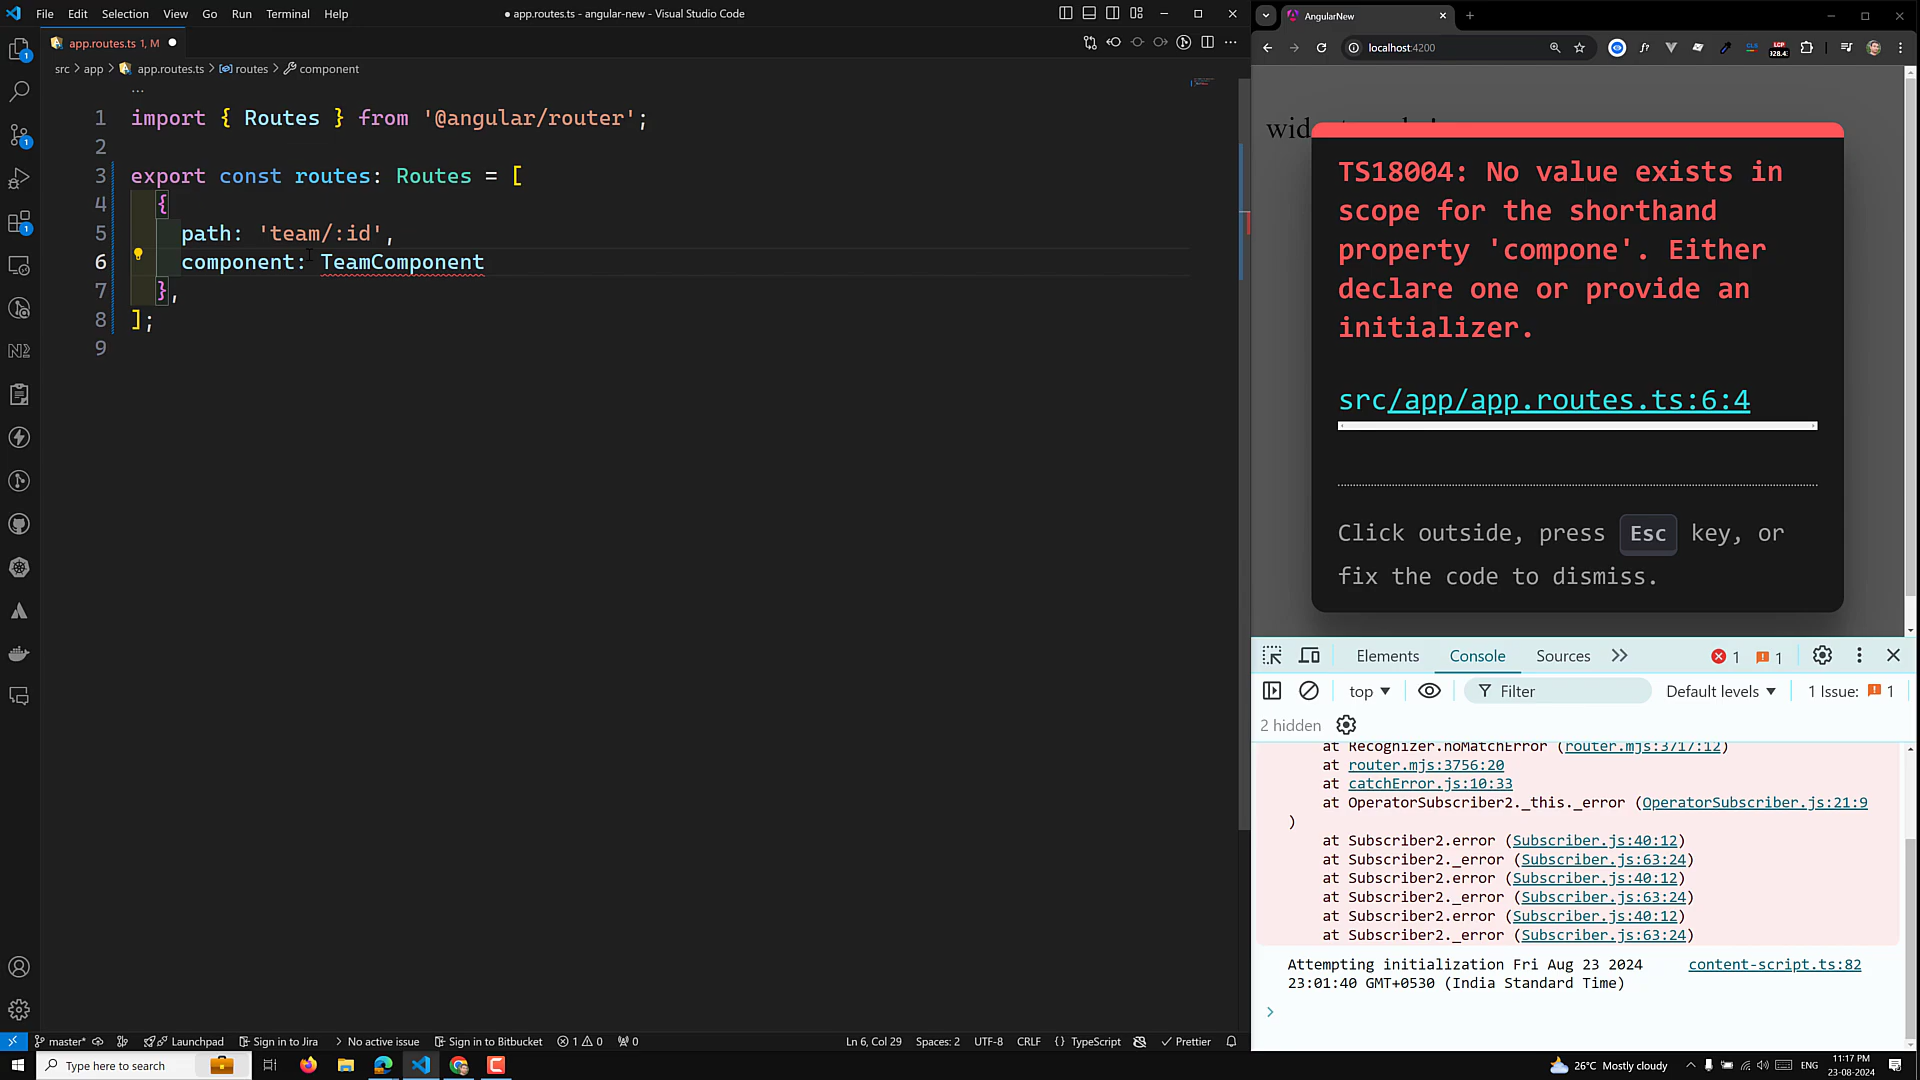 File Edit Selection View Go Run Terminal Help
app.routes.ts - angular-new - Visual Studio Code
app.routes.ts 1, M
src > app > app.routes.ts > routes > component
...
1 import { Routes } from '@angular/router';
2
3 export const routes: Routes = [
4 {
5 path: 'team/:id',
6 component: TeamComponent
7 },
8 ];
9
master* Launchpad Sign in to Jira No active issue Sign in to Bitbucket 1 0 0
Ln 6, Col 29 Spaces: 2 UTF-8 CRLF {} TypeScript Prettier
AngularNew
localhost:4200
TS18004: No value exists in
scope for the shorthand
property 'compone'. Either
declare one or provide an
initializer.
src/app/app.routes.ts:6:4
Click outside, press Esc key, or
fix the code to dismiss.
Elements Console Sources 1 1
top Filter Default levels 1 Issue: 1
2 hidden
at Recognizer.noMatchError (router.mjs:3717:12)
at router.mjs:3756:20
at catchError.js:10:33
at OperatorSubscriber2._this._error (OperatorSubscriber.js:21:9
)
at Subscriber2.error (Subscriber.js:40:12)
at Subscriber2._error (Subscriber.js:63:24)
at Subscriber2.error (Subscriber.js:40:12)
at Subscriber2._error (Subscriber.js:63:24)
at Subscriber2.error (Subscriber.js:40:12)
at Subscriber2._error (Subscriber.js:63:24)
Attempting initialization Fri Aug 23 2024 content-script.ts:82
23:01:40 GMT+0530 (India Standard Time)
Type here to search
26°C Mostly cloudy
ENG
11:17 PM
23-08-2024